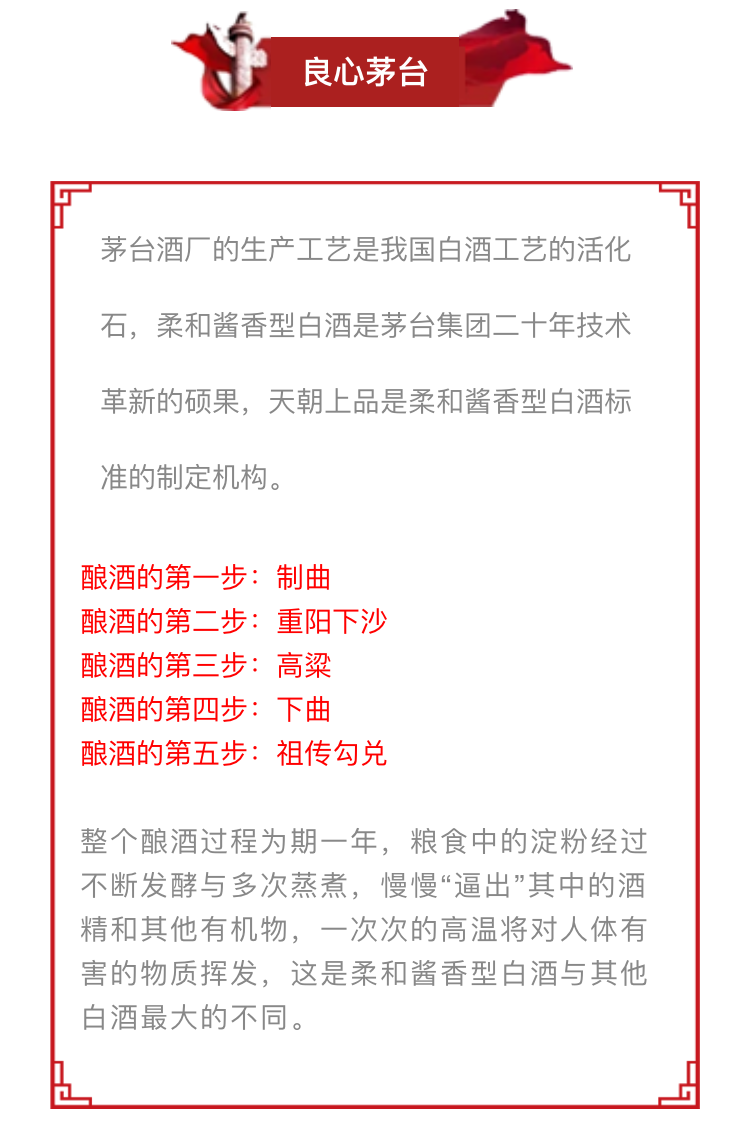 良心茅台
茅台酒厂的生产工艺是我国白酒工艺的活化
石，柔和酱香型白酒是茅台集团二十年技术
革新的硕果，天朝上品是柔和酱香型白酒标
准的制定机构。
酿酒的第一步：制曲
酿酒的第二步：重阳下沙
酿酒的第三步：高粱
酿酒的第四步：下曲
酿酒的第五步：祖传勾兑
整个酿酒过程为期一年，粮食中的淀粉经过
不断发酵与多次蒸煮，慢慢“逼出”其中的酒
精和其他有机物，一次次的高温将对人体有
害的物质挥发，这是柔和酱香型白酒与其他
白酒最大的不同。